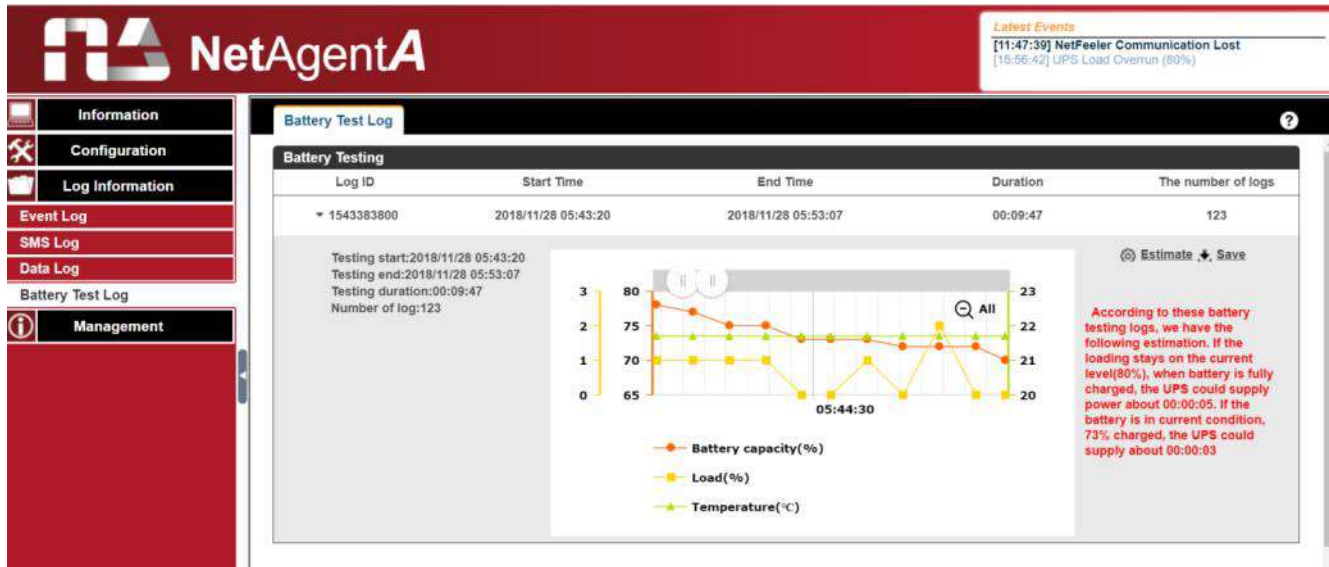 NetAgentA
Latest Events
[11:47:39] NetFeeler Communication Lost
[15:56:42] UPS Load Overrun (80%)
Information
Configuration
Log Information
Event Log
SMS Log
Data Log
Battery Test Log
Management
Battery Test Log
?
Battery Testing
Log ID Start Time End Time Duration The number of logs
1543383800 2018/11/28 05:43:20 2018/11/28 05:53:07 00:09:47 123
Testing start:2018/11/28 05:43:20
Testing end:2018/11/28 05:53:07
Testing duration:00:09:47
Number of log:123
3 80 23
All
2 75 22
1 70 21
0 65 20
05:44:30
Battery capacity(%)
Load(%)
Temperature(℃)
Estimate Save
According to these battery
testing logs, we have the
following estimation. If the
loading stays on the current
level(80%), when battery is fully
charged, the UPS could supply
power about 00:00:05. If the
battery is in current condition,
73% charged, the UPS could
supply about 00:00:03